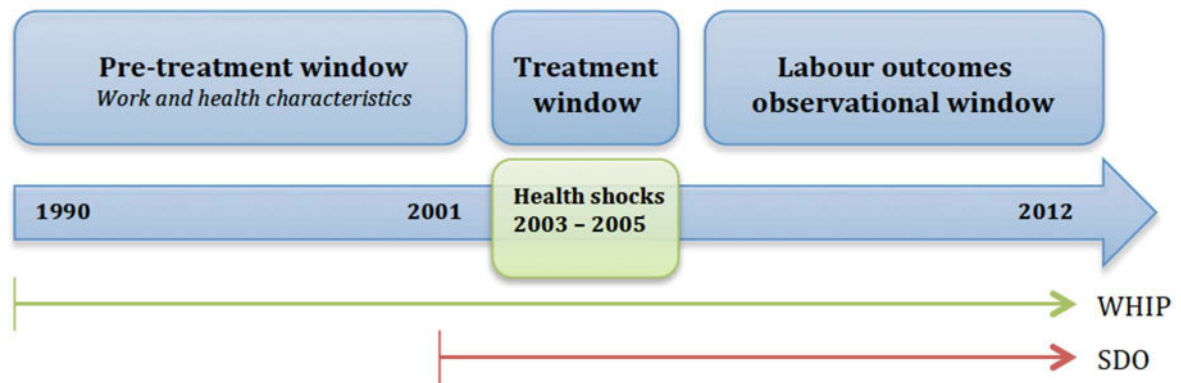 Pre-treatment window
Work and health characteristics
Treatment
window
Labour outcomes
observational window
1990
2001
Health shocks
2003 – 2005
2012
WHIP
SDO